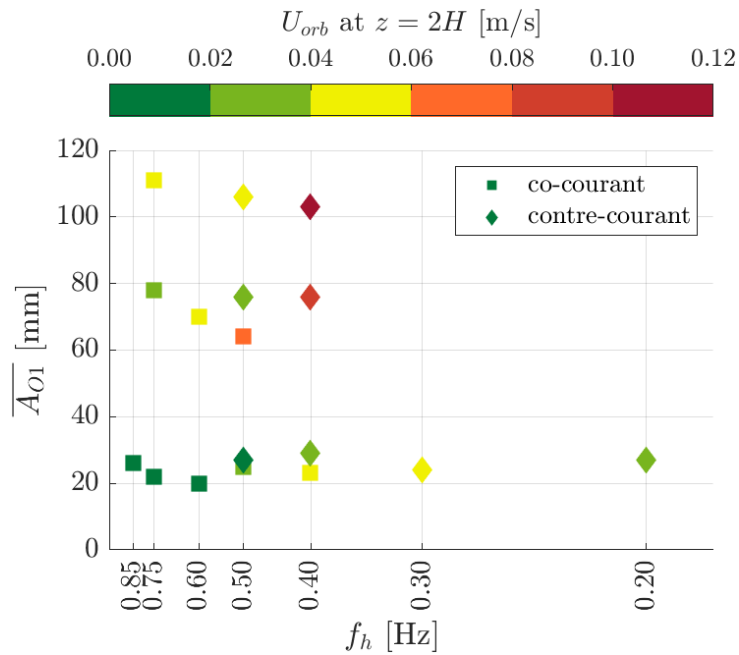 U_orb at z = 2H [m/s]
0.00 0.02 0.04 0.06 0.08 0.10 0.12
120
100
80
60
40
20
0
A_O1 [mm]
co-courant
contre-courant
0.85 0.75 0.60 0.50 0.40 0.30 0.20
f_h [Hz]